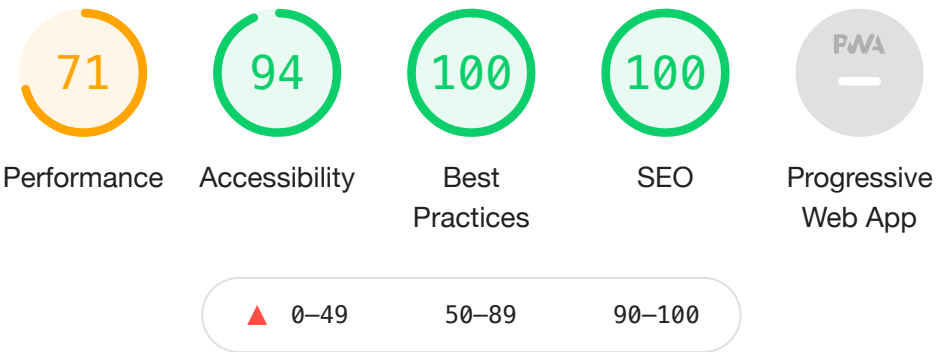 71
94
100
100
PWA
Performance
Accessibility
Best
Practices
SEO
Progressive
Web App
0–49
50–89
90–100